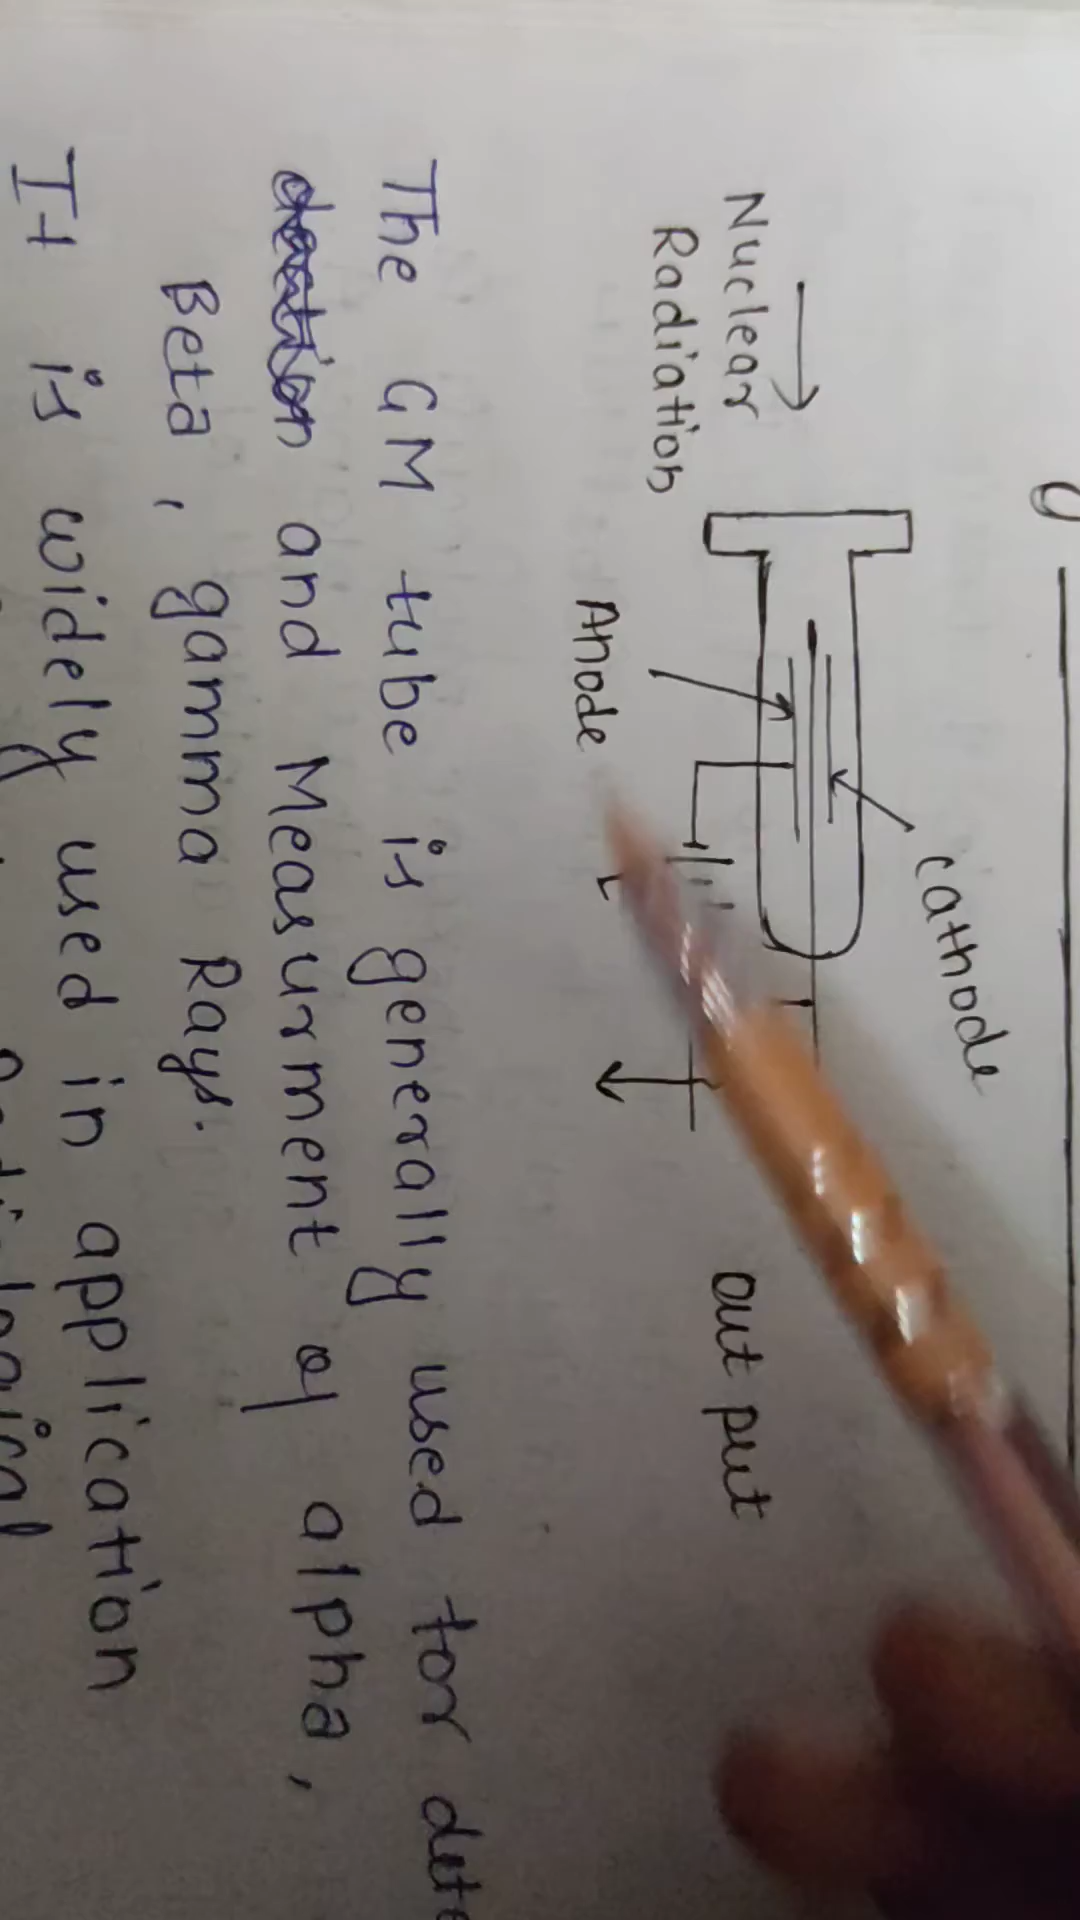 Nuclear
Radiation
cathode
Anode
out put
The GM tube is generally used for
and Measurment of alpha,
Beta, gamma Rays.
It is widely used in application